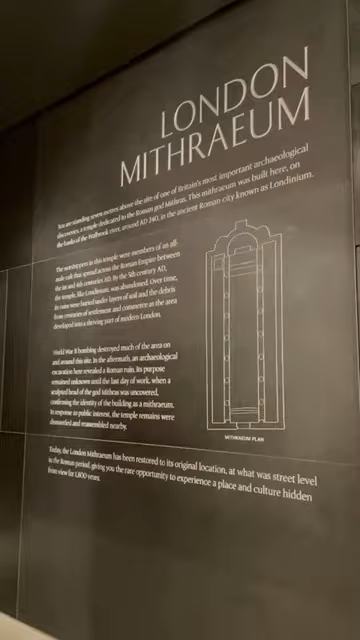 LONDON
MITHRAEUM
You are standing seven metres above the site of one of Britain's most important archaeological
discoveries, a temple dedicated to the Roman god Mithras. This mithraeum was built here, on
the banks of the Walbrook river, around AD 240, in the ancient Roman city known as Londinium.
The worshippers in this temple were members of an all-
male cult that spread across the Roman Empire between
the 1st and 4th centuries AD. By the 5th century AD,
the temple, like Londinium, was abandoned. Over time,
its ruins were buried under layers of soil and the debris
from centuries of settlement and commerce as the area
developed into a thriving part of modern London.
World War II bombing destroyed much of the area on
and around this site. In the aftermath, an archaeological
excavation here revealed a Roman ruin. Its purpose
remained unknown until the last day of work, when a
sculpted head of the god Mithras was uncovered,
confirming the identity of the building as a mithraeum.
In response to public interest, the temple remains were
dismantled and reassembled nearby.
MITHRAEUM PLAN
Today, the London Mithraeum has been restored to its original location, at what was street level
in the Roman period, giving you the rare opportunity to experience a place and culture hidden
from view for 1,800 years.